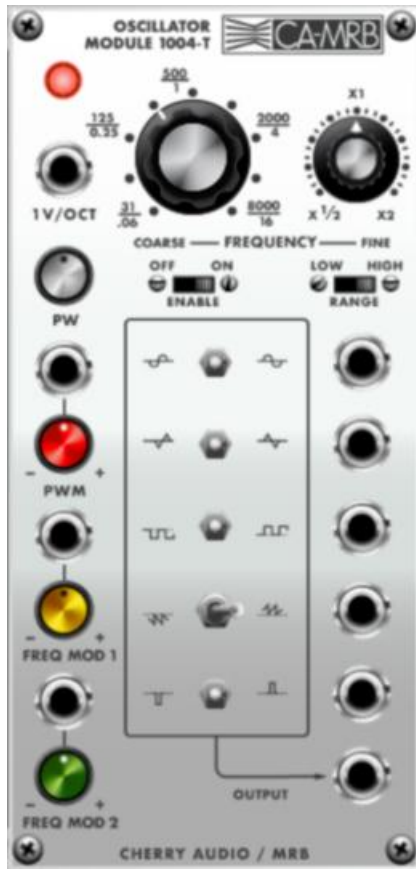 OSCILLATOR
MODULE 1004-T
CA-MRB
500
1
125
0.25
2000
4
31
.06
8000
16
X1
X 1/2
X2
1V/OCT
COARSE — FREQUENCY — FINE
OFF ON
ENABLE
LOW HIGH
RANGE
PW
- +
PWM
- +
FREQ MOD 1
- +
FREQ MOD 2
OUTPUT
CHERRY AUDIO / MRB